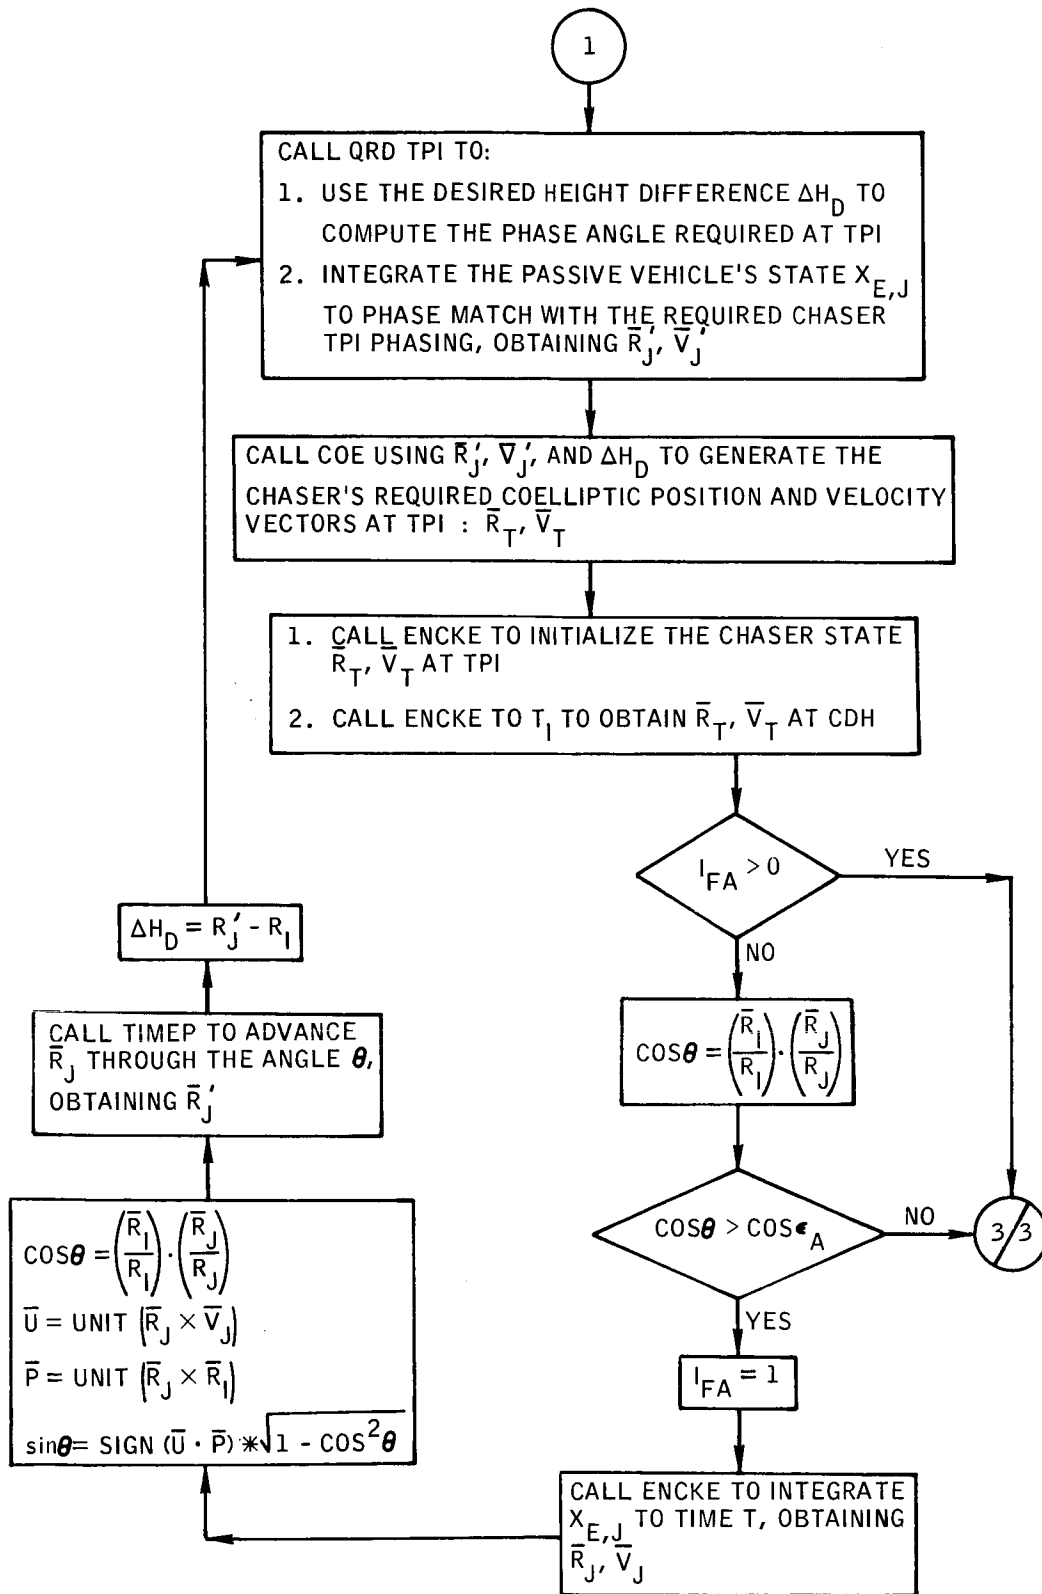 1
CALL QRD TPI TO:
1. USE THE DESIRED HEIGHT DIFFERENCE ΔH_D TO
COMPUTE THE PHASE ANGLE REQUIRED AT TPI
2. INTEGRATE THE PASSIVE VEHICLE'S STATE X_E,J
TO PHASE MATCH WITH THE REQUIRED CHASER
TPI PHASING, OBTAINING R̄_J', V̄_J'
CALL COE USING R̄_J', V̄_J', AND ΔH_D TO GENERATE THE
CHASER'S REQUIRED COELLIPTIC POSITION AND VELOCITY
VECTORS AT TPI : R̄_T, V̄_T
1. CALL ENCKE TO INITIALIZE THE CHASER STATE
R̄_T, V̄_T AT TPI
2. CALL ENCKE TO T_I TO OBTAIN R̄_T, V̄_T AT CDH
I_FA > 0
YES
NO
COSθ = (R̄_I/R_I) · (R̄_J/R_J)
COSθ > COSϵ_A
NO
3/3
YES
I_FA = 1
CALL ENCKE TO INTEGRATE
X_E,J TO TIME T, OBTAINING
R̄_J, V̄_J
COSθ = (R̄_I/R_I) · (R̄_J/R_J)
Ū = UNIT (R̄_J × V̄_J)
P̄ = UNIT (R̄_J × R̄_I)
sinθ = SIGN (Ū · P̄) * √(1 - COS²θ)
CALL TIMEP TO ADVANCE
R̄_J THROUGH THE ANGLE θ,
OBTAINING R̄_J'
ΔH_D = R_J' - R_I